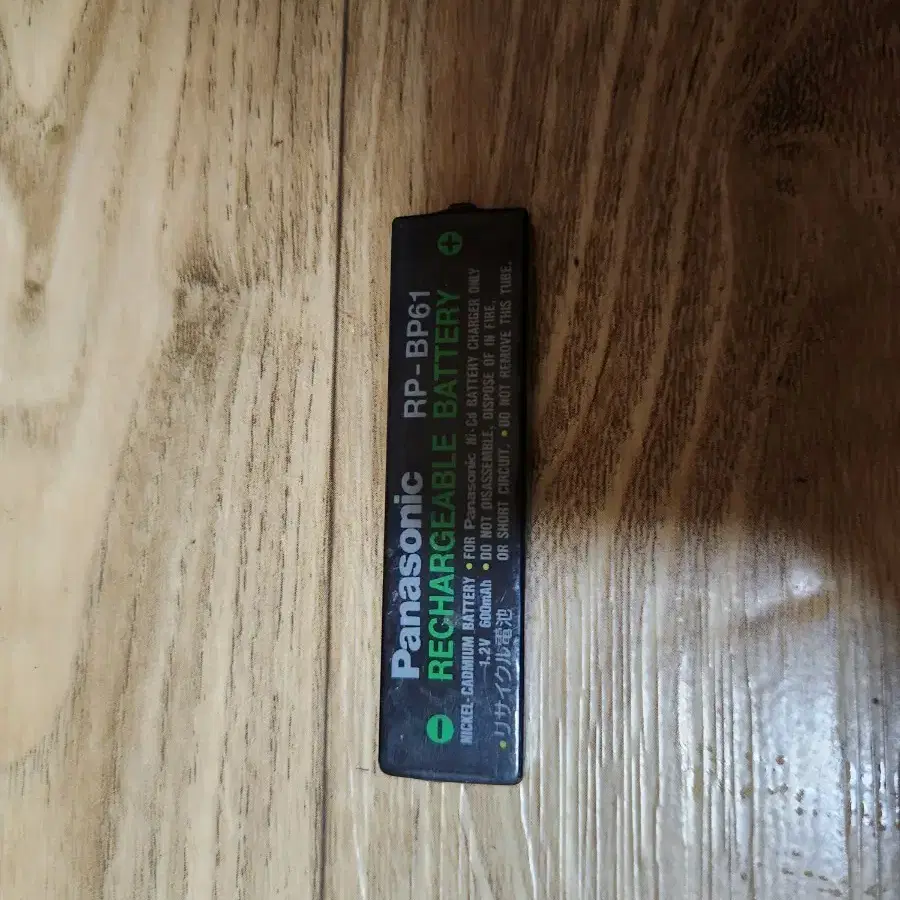 Panasonic RP-BP61
⊖ RECHARGEABLE BATTERY ⊕
NICKEL-CADMIUM BATTERY
1.2V 600mAh
•リサイクル電池
•FOR Panasonic Ni-Cd BATTERY CHARGER ONLY
•DO NOT DISASSEMBLE, DISPOSE OF IN FIRE,
OR SHORT CIRCUIT. •DO NOT REMOVE THIS TUBE.